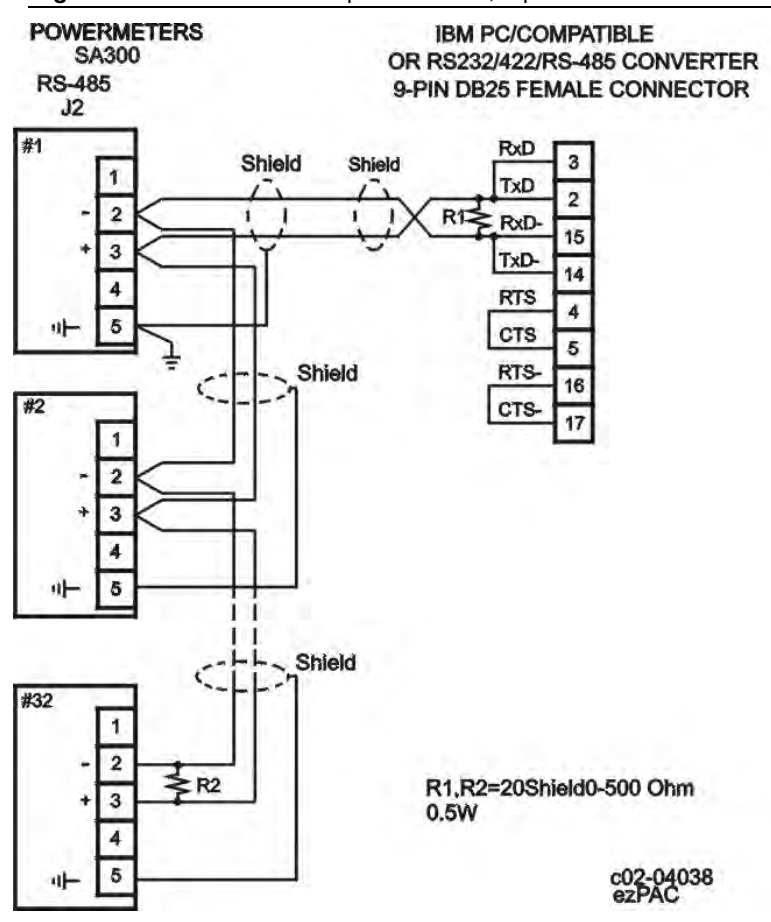 POWERMETERS
SA300
RS-485
J2
IBM PC/COMPATIBLE
OR RS232/422/RS-485 CONVERTER
9-PIN DB25 FEMALE CONNECTOR
#1
1
- 2
+ 3
4
5
Shield
Shield
R1
RxD 3
TxD 2
RxD- 15
TxD- 14
RTS 4
CTS 5
RTS- 16
CTS- 17
Shield
#2
1
- 2
+ 3
4
5
Shield
#32
1
- 2
+ 3
4
5
R2
R1,R2=20Shield0-500 Ohm
0.5W
c02-04038
ezPAC